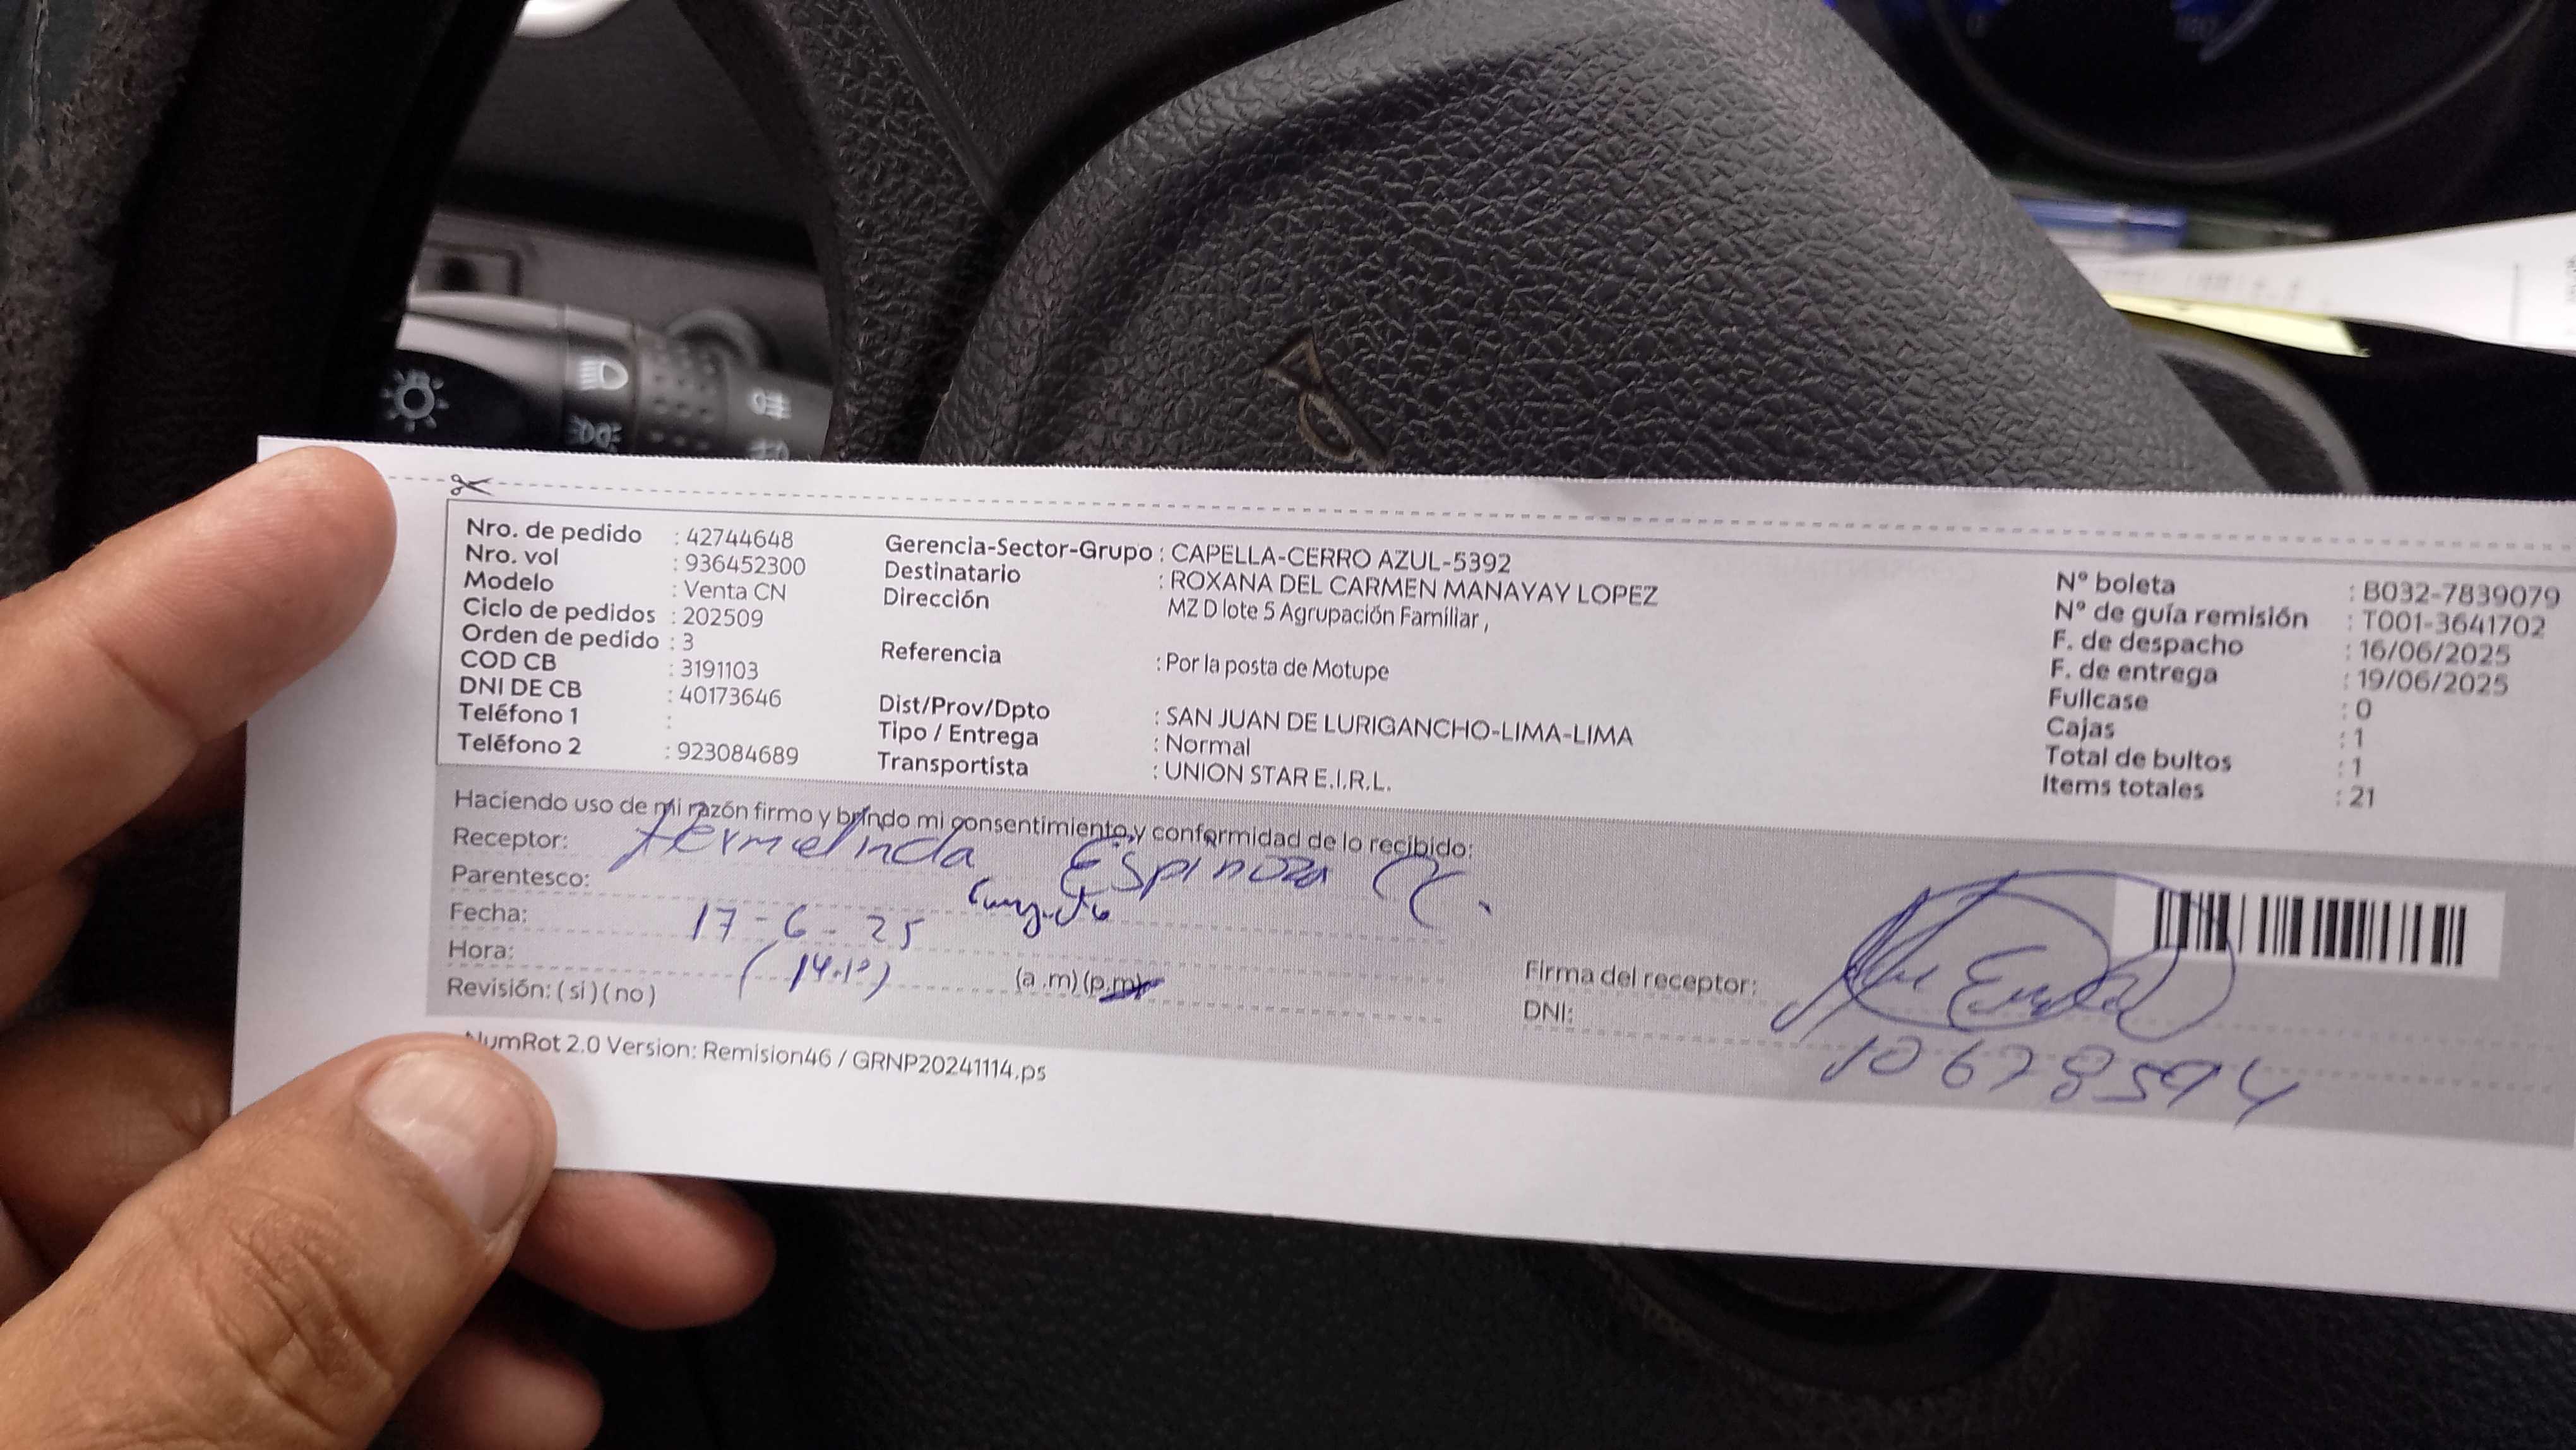 Nro. de pedido : 42744648
Nro. vol : 936452300
Modelo : Venta CN
Ciclo de pedidos : 202509
Orden de pedido : 3
COD CB : 3191103
DNI DE CB : 40173646
Teléfono 1 :
Teléfono 2 : 923084689
Gerencia-Sector-Grupo : CAPELLA-CERRO AZUL-5392
Destinatario : ROXANA DEL CARMEN MANAYAY LOPEZ
Dirección MZ D lote 5 Agrupación Familiar ,
Referencia : Por la posta de Motupe
Dist/Prov/Dpto : SAN JUAN DE LURIGANCHO-LIMA-LIMA
Tipo / Entrega : Normal
Transportista : UNION STAR E.I.R.L.
N° boleta : B032-7839079
N° de guía remisión : T001-3641702
F. de despacho : 16/06/2025
F. de entrega : 19/06/2025
Fullcase : 0
Cajas : 1
Total de bultos : 1
Items totales : 21
Haciendo uso de mi razón firmo y brindo mi consentimiento y conformidad de lo recibido:
Receptor: Hermelinda Espinoza C.
Parentesco:
Fecha: 17-6-25
Hora: (14:10) (a.m)(p.m)
Revisión: (si)(no)
Firma del receptor:
DNI: 10678594
NumRot 2.0 Version: Remision46 / GRNP20241114.ps